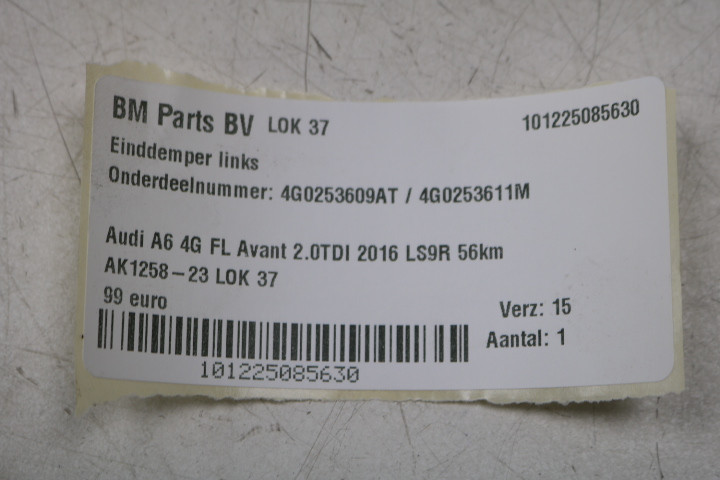 BM Parts BV LOK 37 101225085630
Einddemper links
Onderdeelnummer: 4G0253609AT / 4G0253611M
Audi A6 4G FL Avant 2.0TDI 2016 LS9R 56km
AK1258-23 LOK 37
99 euro
Verz: 15
Aantal: 1
101225085630